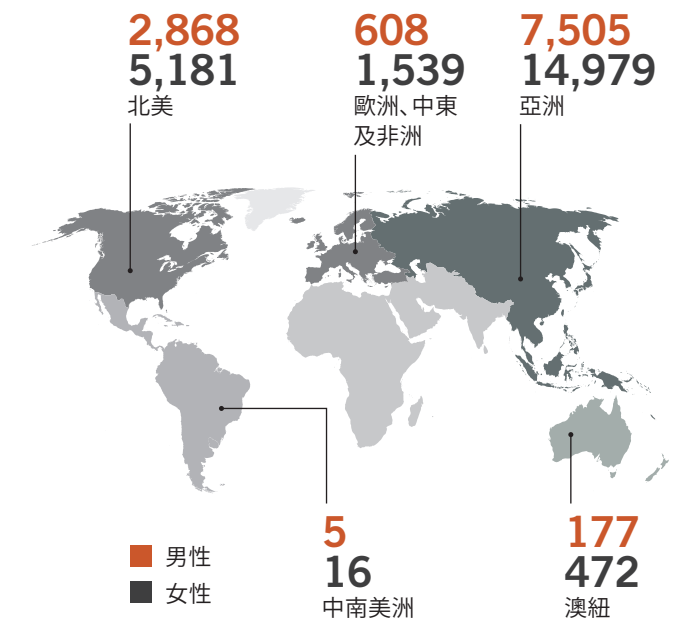 2,868
5,181
北美
608
1,539
歐洲、中東
及非洲
7,505
14,979
亞洲
5
16
中南美洲
177
472
澳紐
男性
女性